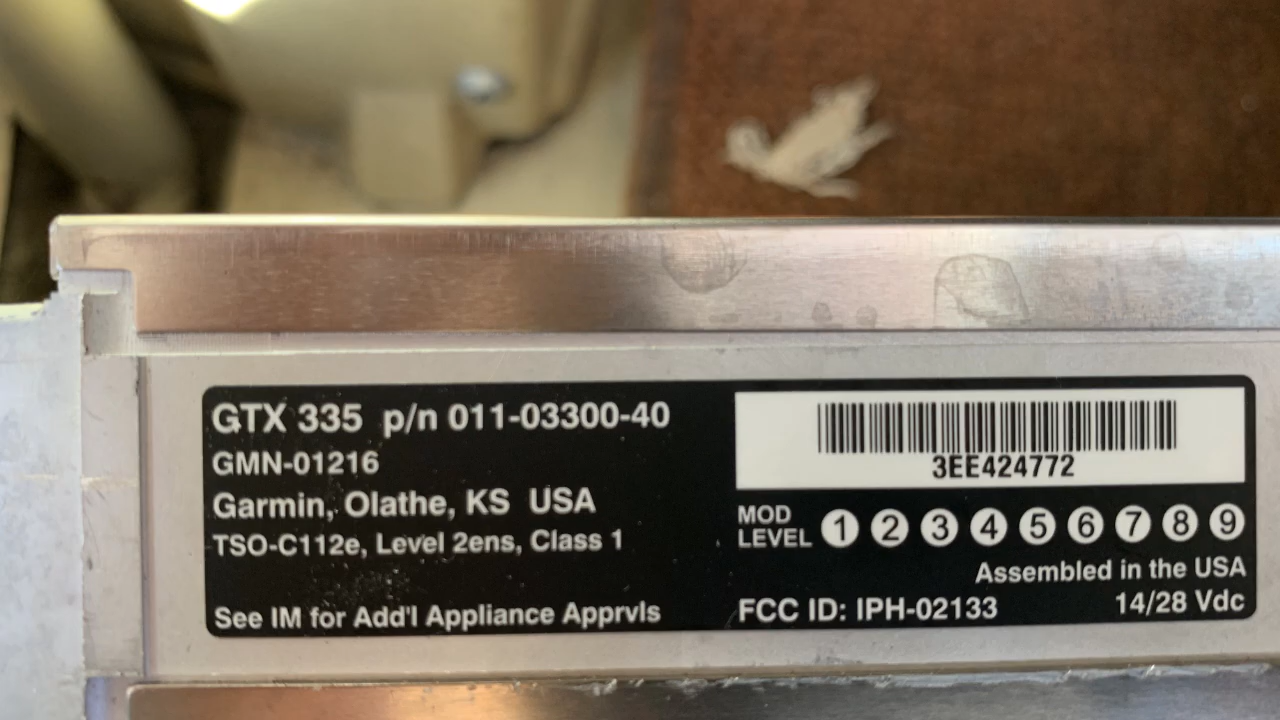 GTX 335 p/n 011-03300-40
GMN-01216
Garmin, Olathe, KS USA
TSO-C112e, Level 2ens, Class 1
See IM for Add'l Appliance Apprvls
3EE424772
MOD
LEVEL 1 2 3 4 5 6 7 8 9
Assembled in the USA
FCC ID: IPH-02133 14/28 Vdc